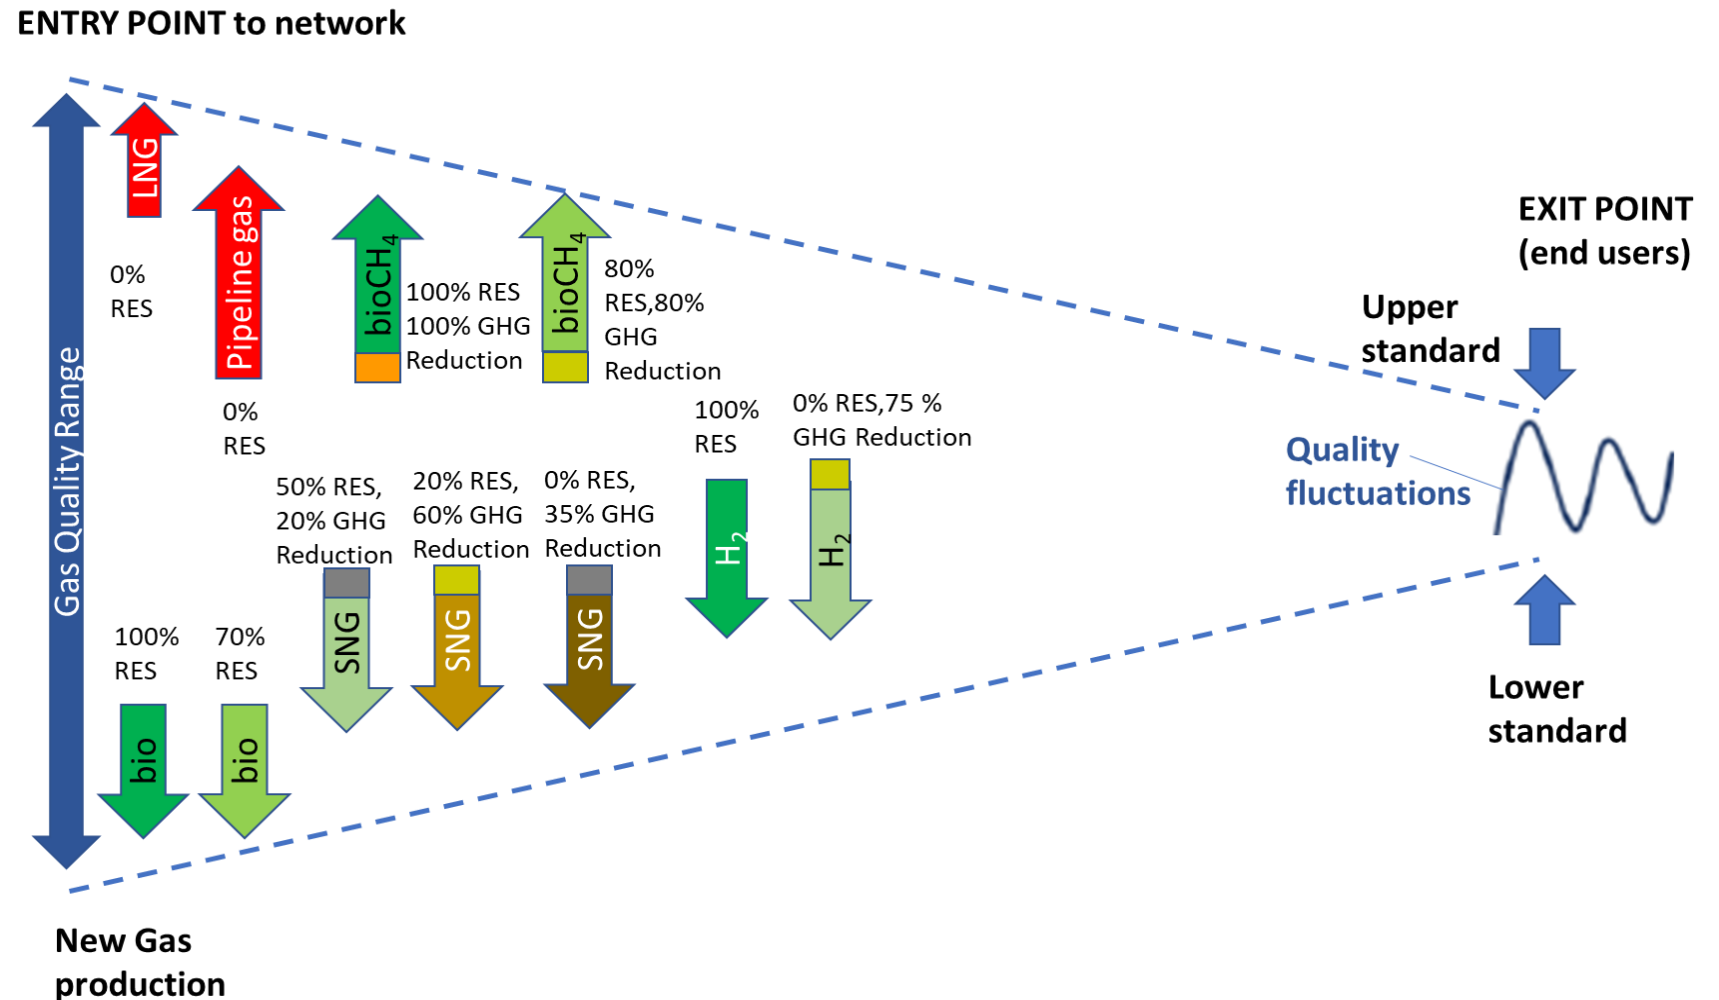 ENTRY POINT to network
Gas Quality Range
LNG
0%
RES
Pipeline gas
0%
RES
bioCH₄
100% RES
100% GHG
Reduction
bioCH₄
80%
RES,80%
GHG
Reduction
100%
RES
H₂
0% RES,75 %
GHG Reduction
H₂
50% RES,
20% GHG
Reduction
SNG
20% RES,
60% GHG
Reduction
SNG
0% RES,
35% GHG
Reduction
SNG
100%
RES
bio
70%
RES
bio
New Gas
production
EXIT POINT
(end users)
Upper
standard
Quality
fluctuations
Lower
standard